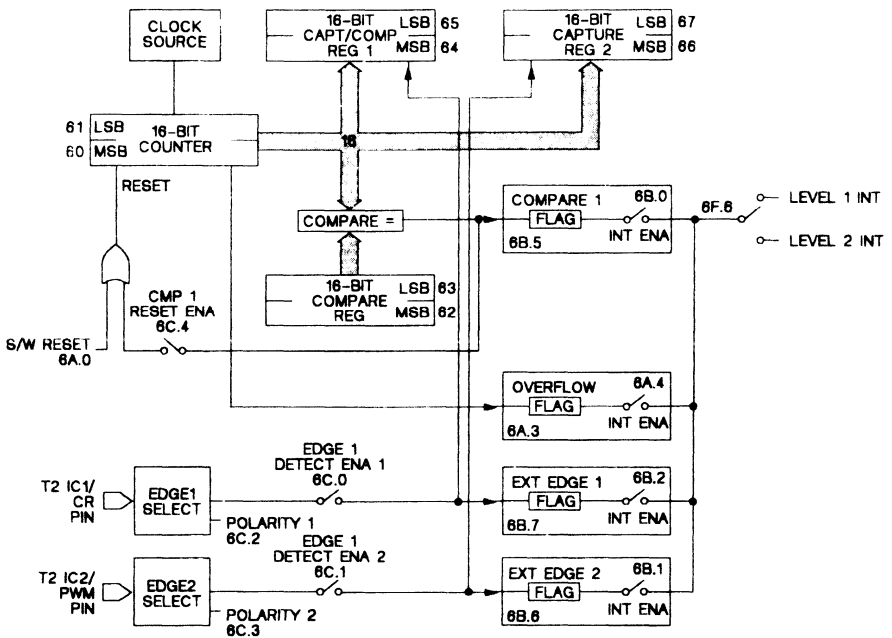 CLOCK
SOURCE
16-BIT
CAPT/COMP
REG 1
LSB 65
MSB 64
16-BIT
CAPTURE
REG 2
LSB 67
MSB 66
61 LSB
60 MSB
16-BIT
COUNTER
16
RESET
COMPARE =
COMPARE 1
6B.0
FLAG
INT ENA
6B.5
6F.6
LEVEL 1 INT
LEVEL 2 INT
16-BIT
COMPARE
REG
LSB 63
MSB 62
CMP 1
RESET ENA
6C.4
S/W RESET
6A.0
OVERFLOW
6A.4
FLAG
INT ENA
6A.3
T2 IC1/
CR
PIN
EDGE1
SELECT
POLARITY 1
6C.2
EDGE 1
DETECT ENA 1
6C.0
EXT EDGE 1
6B.2
FLAG
INT ENA
6B.7
T2 IC2/
PWM
PIN
EDGE2
SELECT
POLARITY 2
6C.3
EDGE 1
DETECT ENA 2
6C.1
EXT EDGE 2
6B.1
FLAG
INT ENA
6B.6